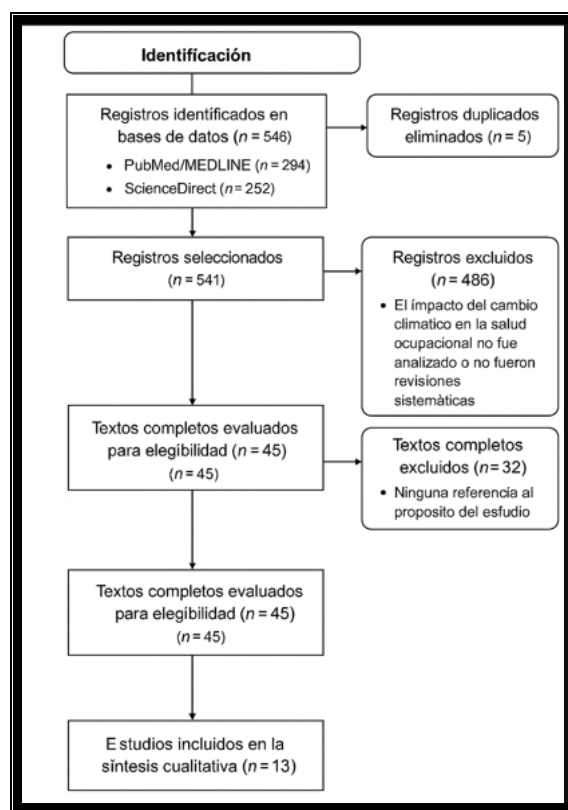 Identificación
Registros identificados en
bases de datos (n = 546)
• PubMed/MEDLINE (n = 294)
• ScienceDirect (n = 252)
Registros duplicados
eliminados (n = 5)
Registros seleccionados
(n = 541)
Registros excluidos
(n = 486)
• El ímpacto del cambio
climatico en la salud
ocupacional no fue
analizado o no fueron
revisiones
sistemàticas
Textos completos evaluados
para elegibilidad (n = 45)
(n = 45)
Textos completos
excluidos (n = 32)
• Ninguna referencía al
proposito del esfudio
Textos completos evaluados
para elegibilidad (n = 45)
(n = 45)
Estudios incluidos en la
síntesis cualitativa (n = 13)